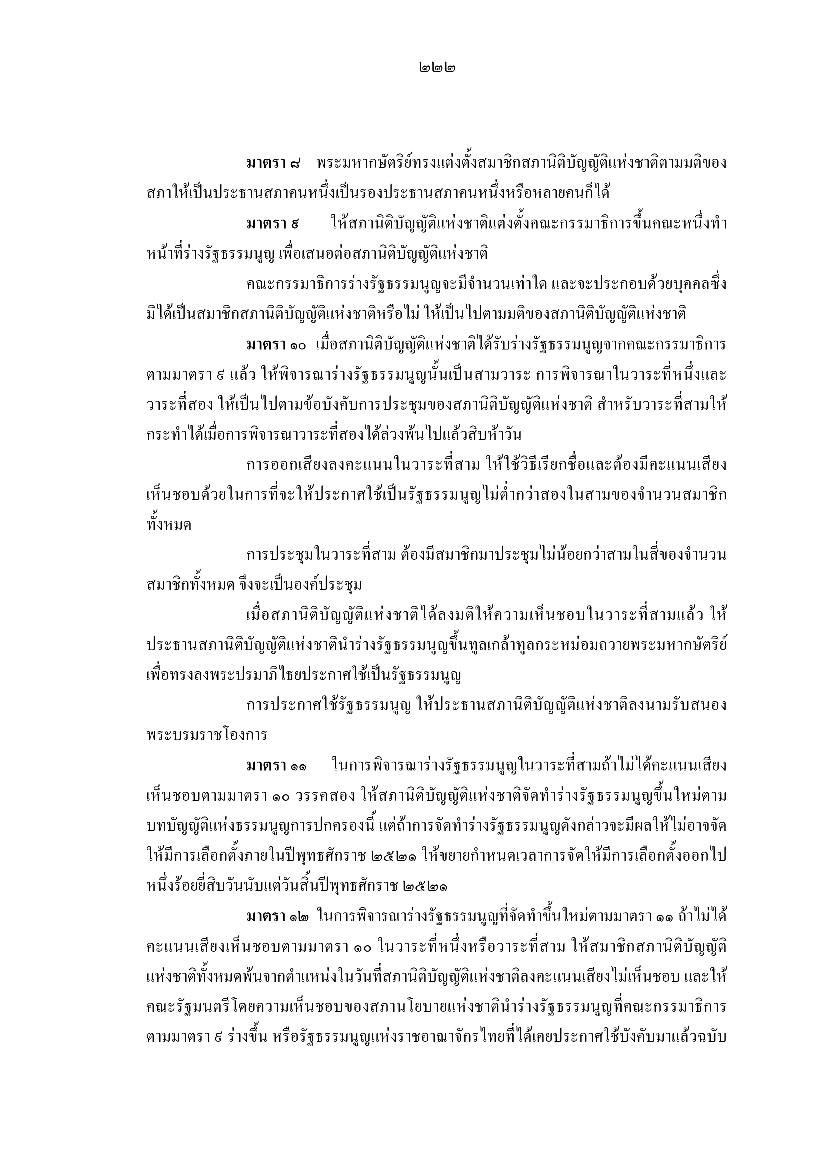 ๒๒๒
มาตรา ๘ พระมหากษัตริย์ทรงแต่งตั้งสมาชิกสภานิติบัญญัติแห่งชาติตามมติของ
สภาให้เป็นประธานสภาคนหนึ่งเป็นรองประธานสภาคนหนึ่งหรือหลายคนก็ได้
มาตรา ๙ ให้สภานิติบัญญัติแห่งชาติแต่งตั้งคณะกรรมาธิการขึ้นคณะหนึ่งทำ
หน้าที่ร่างรัฐธรรมนูญ เพื่อเสนอต่อสภานิติบัญญัติแห่งชาติ
คณะกรรมาธิการร่างรัฐธรรมนูญจะมีจำนวนเท่าใด และจะประกอบด้วยบุคคลซึ่ง
มิได้เป็นสมาชิกสภานิติบัญญัติแห่งชาติหรือไม่ ให้เป็นไปตามมติของสภานิติบัญญัติแห่งชาติ
มาตรา ๑๐ เมื่อสภานิติบัญญัติแห่งชาติได้รับร่างรัฐธรรมนูญจากคณะกรรมาธิการ
ตามมาตรา ๙ แล้ว ให้พิจารณาร่างรัฐธรรมนูญนั้นเป็นสามวาระ การพิจารณาในวาระที่หนึ่งและ
วาระที่สอง ให้เป็นไปตามข้อบังคับการประชุมของสภานิติบัญญัติแห่งชาติ สำหรับวาระที่สามให้
กระทำได้เมื่อการพิจารณาวาระที่สองได้ล่วงพ้นไปแล้วสิบห้าวัน
การออกเสียงลงคะแนนในวาระที่สาม ให้ใช้วิธีเรียกชื่อและต้องมีคะแนนเสียง
เห็นชอบด้วยในการที่จะให้ประกาศใช้เป็นรัฐธรรมนูญไม่ต่ำกว่าสองในสามของจำนวนสมาชิก
ทั้งหมด
การประชุมในวาระที่สาม ต้องมีสมาชิกมาประชุมไม่น้อยกว่าสามในสี่ของจำนวน
สมาชิกทั้งหมด จึงจะเป็นองค์ประชุม
เมื่อสภานิติบัญญัติแห่งชาติได้ลงมติให้ความเห็นชอบในวาระที่สามแล้ว ให้
ประธานสภานิติบัญญัติแห่งชาตินำร่างรัฐธรรมนูญขึ้นทูลเกล้าทูลกระหม่อมถวายพระมหากษัตริย์
เพื่อทรงลงพระปรมาภิไธยประกาศใช้เป็นรัฐธรรมนูญ
การประกาศใช้รัฐธรรมนูญ ให้ประธานสภานิติบัญญัติแห่งชาติลงนามรับสนอง
พระบรมราชโองการ
มาตรา ๑๑ ในการพิจารณาร่างรัฐธรรมนูญในวาระที่สามถ้าไม่ได้คะแนนเสียง
เห็นชอบตามมาตรา ๑๐ วรรคสอง ให้สภานิติบัญญัติแห่งชาติจัดทำร่างรัฐธรรมนูญขึ้นใหม่ตาม
บทบัญญัติแห่งธรรมนูญการปกครองนี้ แต่ถ้าการจัดทำร่างรัฐธรรมนูญดังกล่าวจะมีผลให้ไม่อาจจัด
ให้มีการเลือกตั้งภายในปีพุทธศักราช ๒๕๒๑ ให้ขยายกำหนดเวลาการจัดให้มีการเลือกตั้งออกไป
หนึ่งร้อยยี่สิบวันนับแต่วันสิ้นปีพุทธศักราช ๒๕๒๑
มาตรา ๑๒ ในการพิจารณาร่างรัฐธรรมนูญที่จัดทำขึ้นใหม่ตามมาตรา ๑๑ ถ้าไม่ได้
คะแนนเสียงเห็นชอบตามมาตรา ๑๐ ในวาระที่หนึ่งหรือวาระที่สาม ให้สมาชิกสภานิติบัญญัติ
แห่งชาติทั้งหมดพ้นจากตำแหน่งในวันที่สภานิติบัญญัติแห่งชาติลงคะแนนเสียงไม่เห็นชอบ และให้
คณะรัฐมนตรีโดยความเห็นชอบของสภานโยบายแห่งชาตินำร่างรัฐธรรมนูญที่คณะกรรมาธิการ
ตามมาตรา ๙ ร่างขึ้น หรือรัฐธรรมนูญแห่งราชอาณาจักรไทยที่ได้เคยประกาศใช้บังคับมาแล้วฉบับ